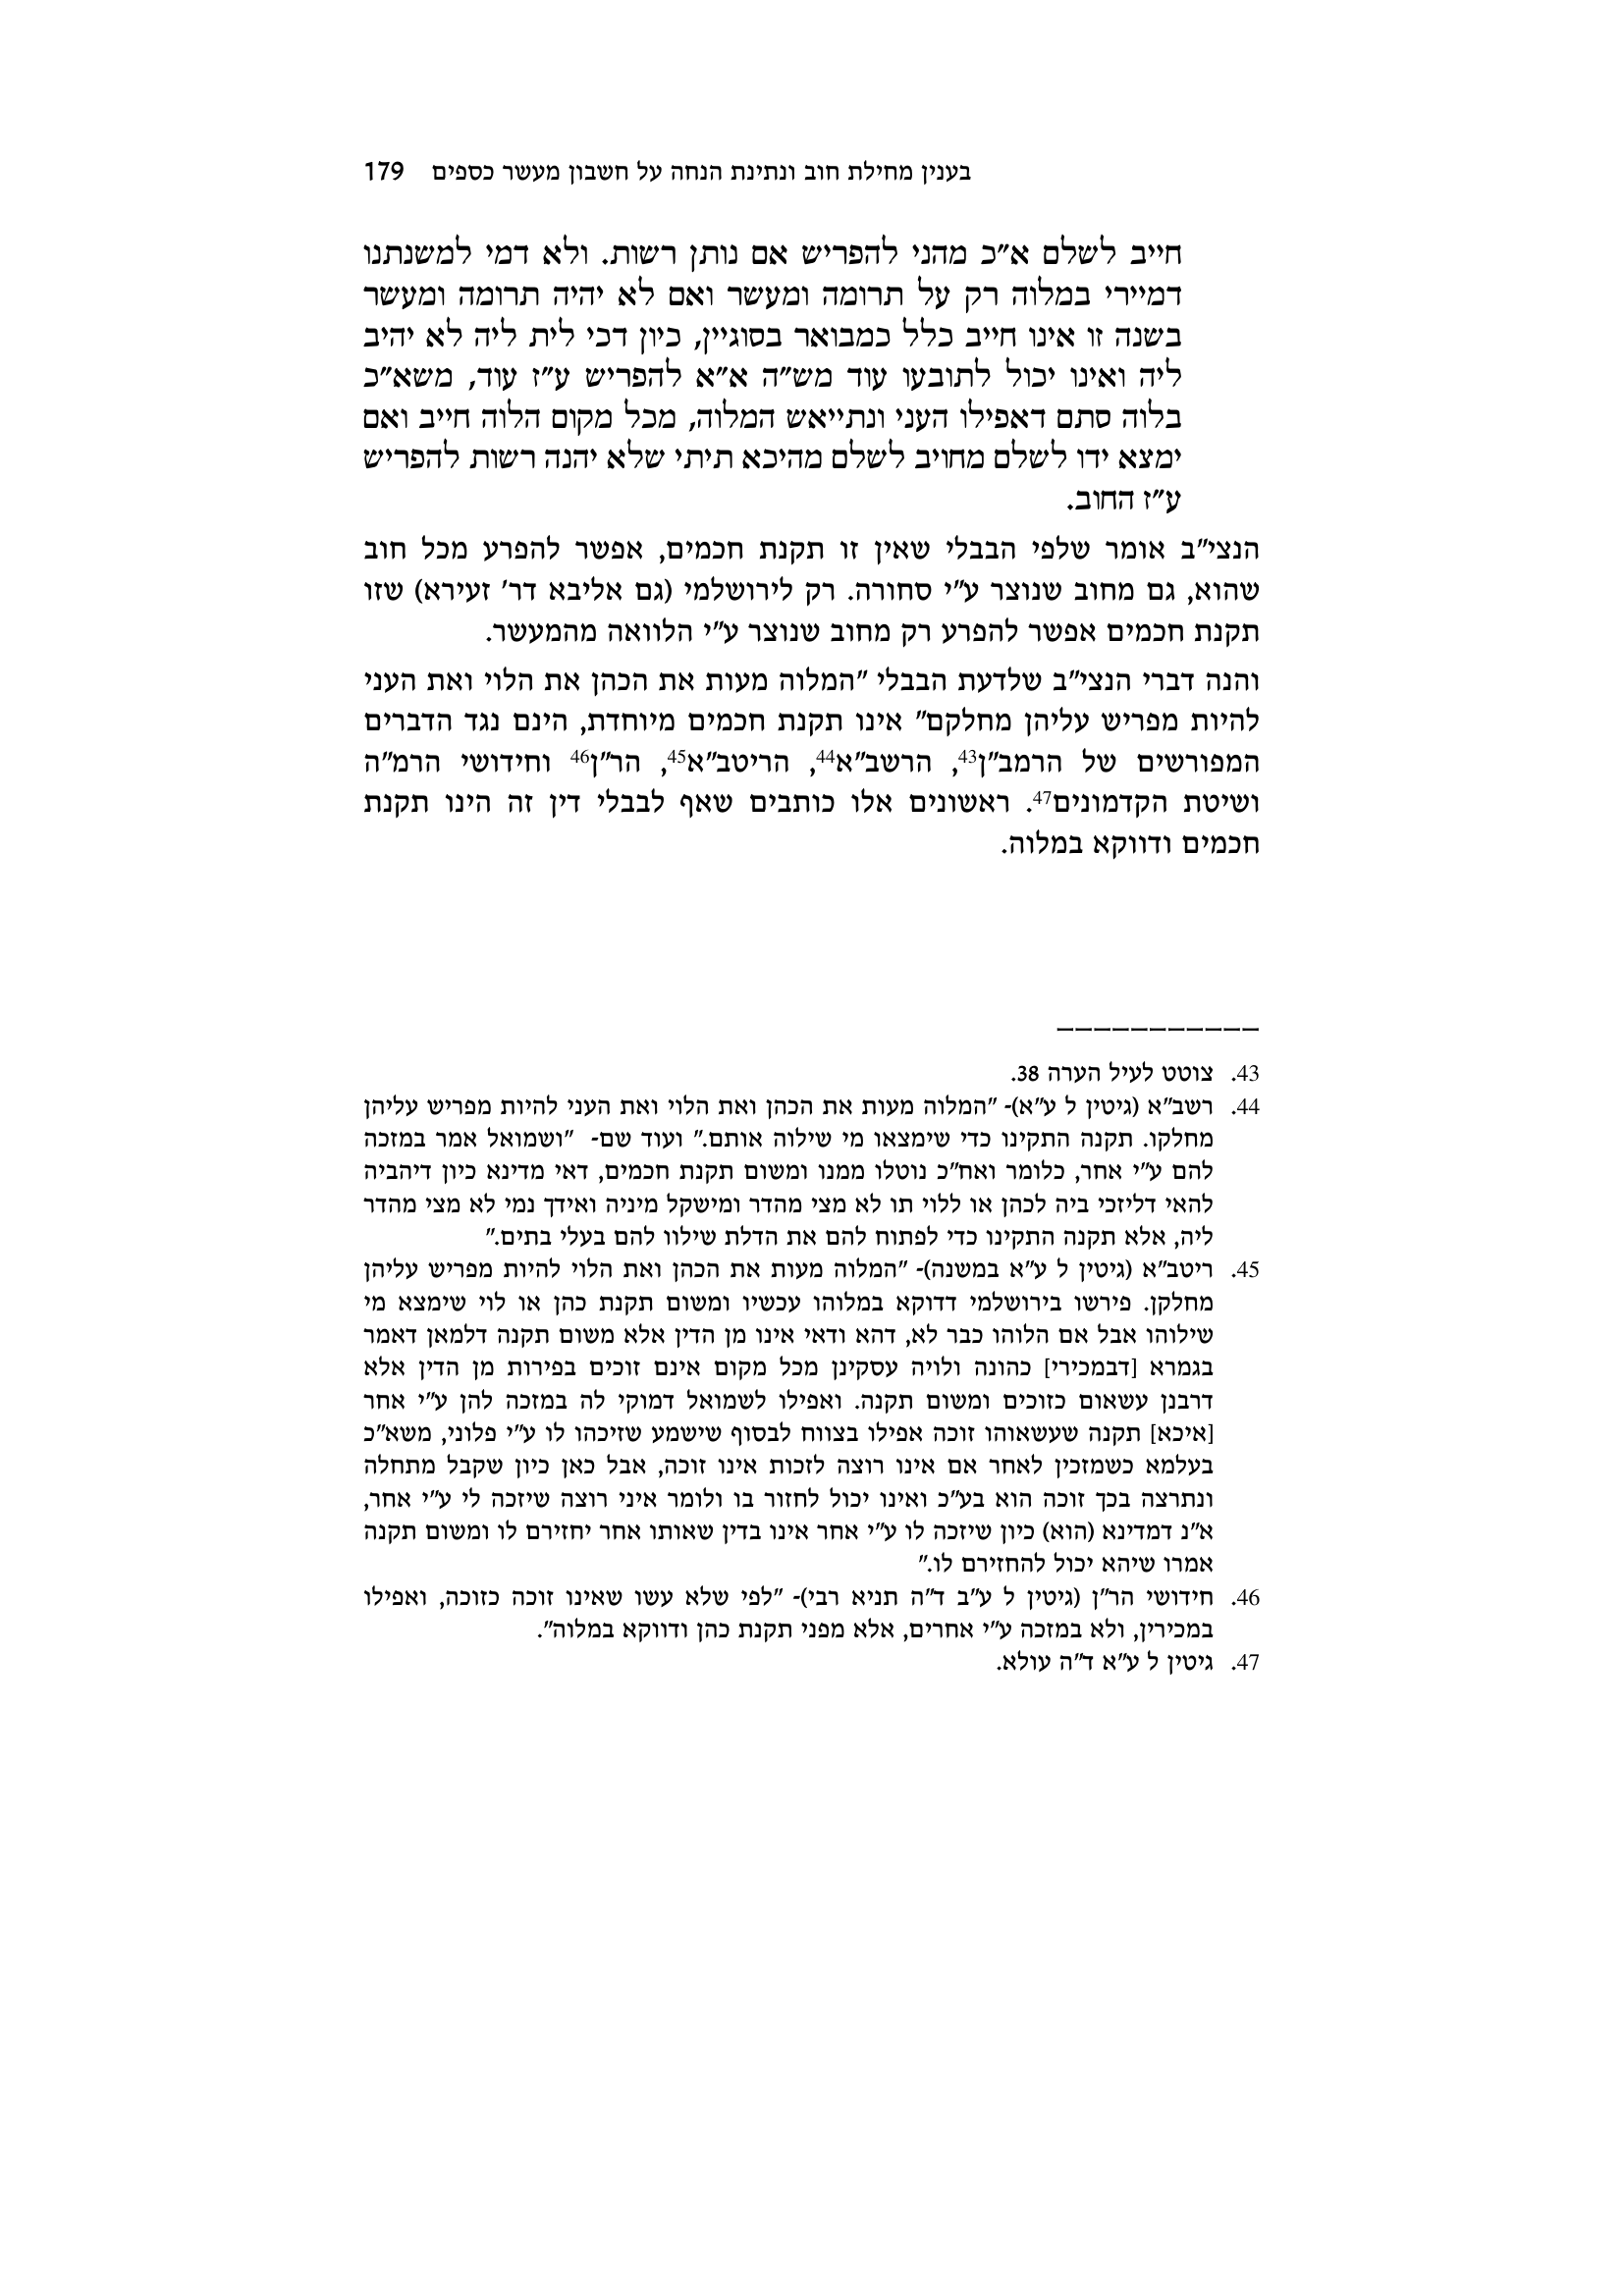 בענין מחילת חוב ונתינת הנחה על חשבון מעשר כספים 179
חייב לשלם א״כ מהני להפריש אם נותן רשות. ולא דמי למשנתנו
דמיירי במלוה רק על תרומה ומעשר ואם לא יהיה תרומה ומעשר
בשנה זו אינו חייב כלל כמבואר בסוגיין, כיון דכי לית ליה לא יהיב
ליה ואינו יכול לתובעו עוד מש״ה א״א להפריש ע״ז עוד, משא״כ
בלוה סתם דאפילו העני ונתייאש המלוה, מכל מקום הלוה חייב ואם
ימצא ידו לשלם מחויב לשלם מהיכא תיתי שלא יהנה רשות להפריש
ע״ז החוב.
הנצי״ב אומר שלפי הבבלי שאין זו תקנת חכמים, אפשר להפרע מכל חוב
שהוא, גם מחוב שנוצר ע״י סחורה. רק לירושלמי (גם אליבא דר׳ זעירא) שזו
תקנת חכמים אפשר להפרע רק מחוב שנוצר ע״י הלוואה מהמעשר.
והנה דברי הנצי״ב שלדעת הבבלי ״המלוה מעות את הכהן את הלוי ואת העני
להיות מפריש עליהן מחלקם״ אינו תקנת חכמים מיוחדת, הינם נגד הדברים
המפורשים של הרמב״ן43, הרשב״א44, הריטב״א45, הר״ן46 וחידושי הרמ״ה
ושיטת הקדמונים47. ראשונים אלו כותבים שאף לבבלי דין זה הינו תקנת
חכמים ודווקא במלוה.
43. צוטט לעיל הערה 38.
44. רשב״א (גיטין ל ע״א)- ״המלוה מעות את הכהן ואת הלוי ואת העני להיות מפריש עליהן
מחלקו. תקנה התקינו כדי שימצאו מי שילוה אותם.״ ועוד שם- ״ושמואל אמר במזכה
להם ע״י אחר, כלומר ואח״כ נוטלו ממנו ומשום תקנת חכמים, דאי מדינא כיון דיהביה
להאי דליזכי ביה לכהן או ללוי תו לא מצי מהדר ומישקל מיניה ואידך נמי לא מצי מהדר
ליה, אלא תקנה התקינו כדי לפתוח להם את הדלת שילוו להם בעלי בתים.״
45. ריטב״א (גיטין ל ע״א במשנה)- ״המלוה מעות את הכהן ואת הלוי להיות מפריש עליהן
מחלקן. פירשו בירושלמי דדוקא במלוהו עכשיו ומשום תקנת כהן או לוי שימצא מי
שילוהו אבל אם הלוהו כבר לא, דהא ודאי אינו מן הדין אלא משום תקנה דלמאן דאמר
בגמרא [דבמכירי] כהונה ולויה עסקינן מכל מקום אינם זוכים בפירות מן הדין אלא
דרבנן עשאום כזוכים ומשום תקנה. ואפילו לשמואל דמוקי לה במזכה להן ע״י אחר
[איכא] תקנה שעשאוהו זוכה אפילו בצווח לבסוף שישמע שזיכהו לו ע״י פלוני, משא״כ
בעלמא כשמזכין לאחר אם אינו רוצה לזכות אינו זוכה, אבל כאן כיון שקבל מתחלה
ונתרצה בכך זוכה הוא בע״כ ואינו יכול לחזור בו ולומר איני רוצה שיזכה לי ע״י אחר,
א״נ דמדינא (הוא) כיון שיזכה לו ע״י אחר אינו בדין שאותו אחר יחזירם לו ומשום תקנה
אמרו שיהא יכול להחזירם לו.״
46. חידושי הר״ן (גיטין ל ע״ב ד״ה תניא רבי)- ״לפי שלא עשו שאינו זוכה כזוכה, ואפילו
במכירין, ולא במזכה ע״י אחרים, אלא מפני תקנת כהן ודווקא במלוה״.
47. גיטין ל ע״א ד״ה עולא.